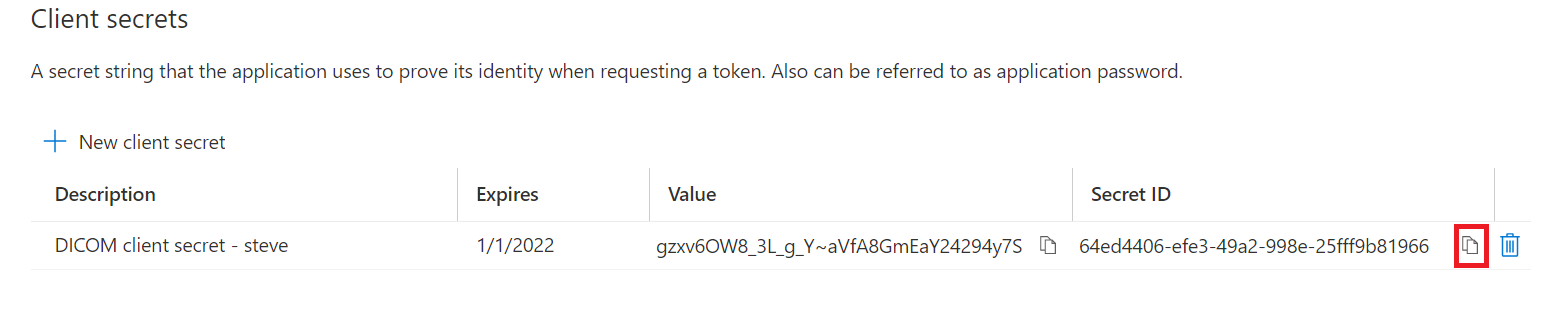 Client secrets
A secret string that the application uses to prove its identity when requesting a token. Also can be referred to as application password.
New client secret
Description Expires Value Secret ID
DICOM client secret - steve 1/1/2022 gzxv6OW8_3L_g_Y~aVfA8GmEaY24294y7S 64ed4406-efe3-49a2-998e-25fff9b81966